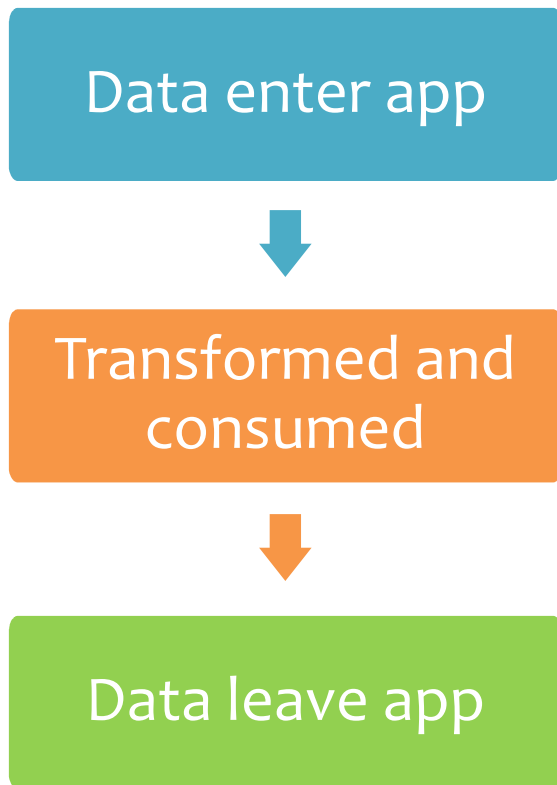 Data enter app
Transformed and
consumed
Data leave app